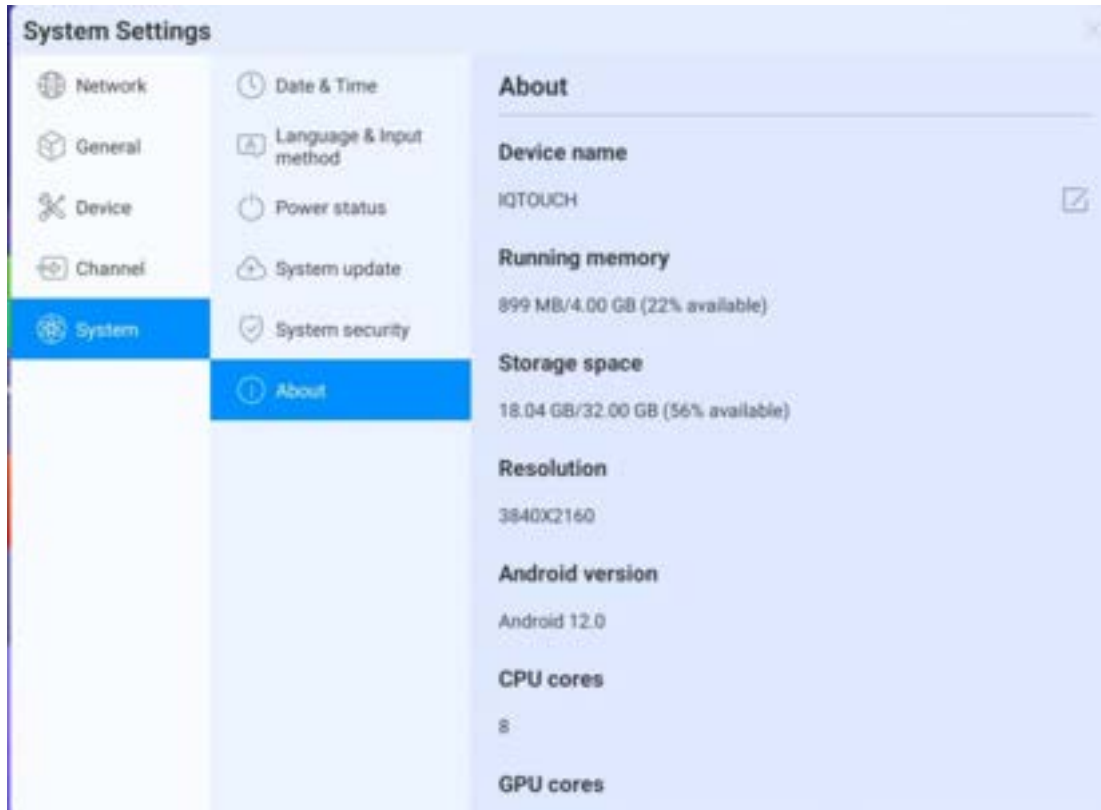 System Settings
Network
General
Device
Channel
System
Date & Time
Language & Input
method
Power status
System update
System security
About
About
Device name
IQTOUCH
Running memory
899 MB/4.00 GB (22% available)
Storage space
18.04 GB/32.00 GB (56% available)
Resolution
3840X2160
Android version
Android 12.0
CPU cores
8
GPU cores